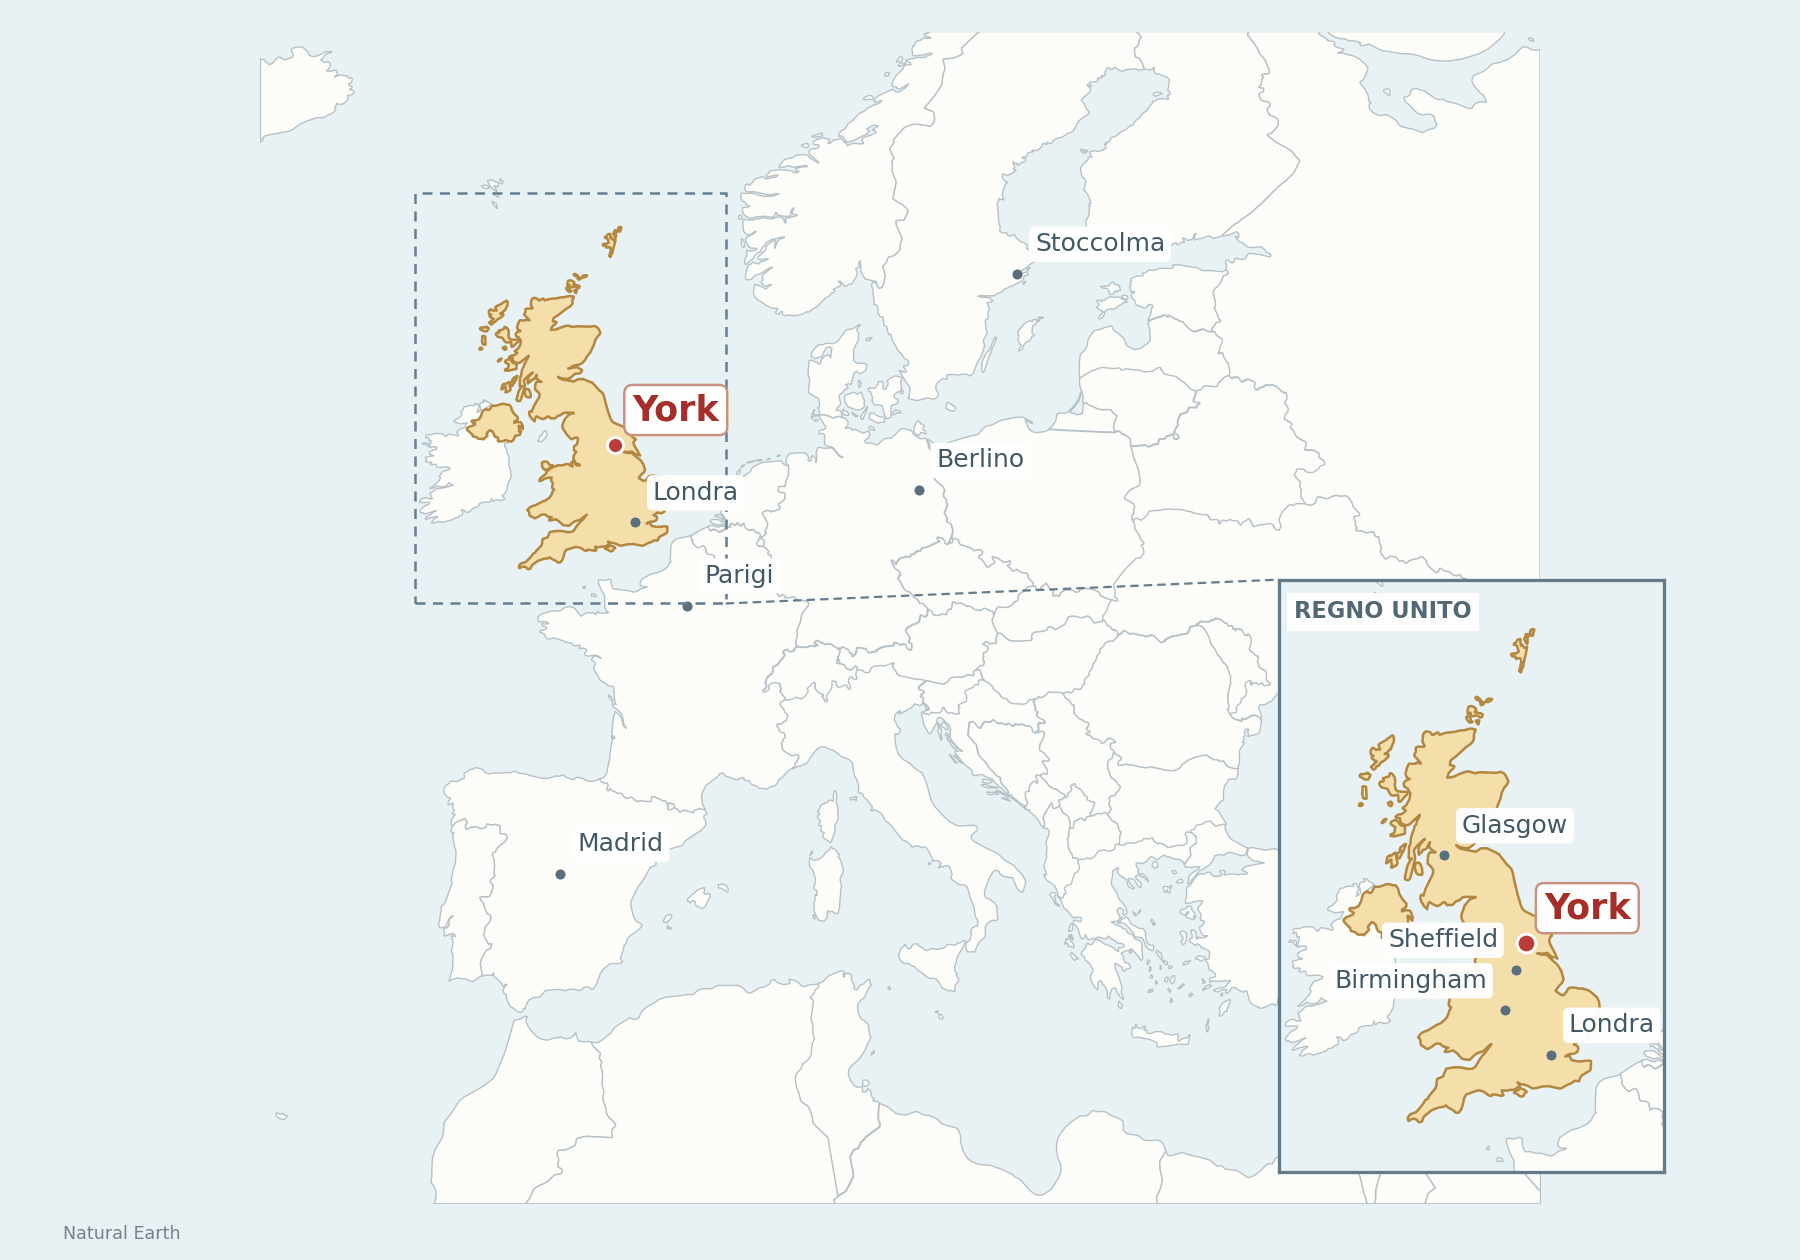 Stoccolma
York
Berlino
Londra
Parigi
REGNO UNITO
Glasgow
Madrid
York
Sheffield
Birmingham
Londra
Natural Earth